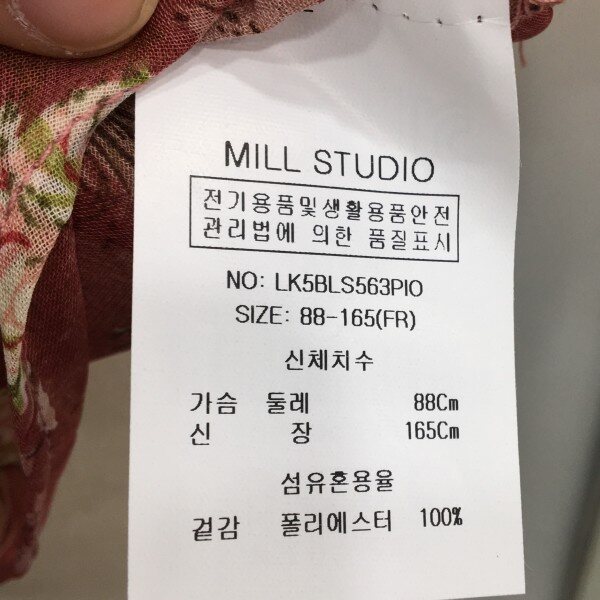 MILL STUDIO
전기용품및생활용품안전
관리법에 의한 품질표시
NO: LK5BLS563PIO
SIZE: 88-165(FR)
신체치수
가슴 둘레 88Cm
신 장 165Cm
섬유혼용율
겉감 폴리에스터 100%